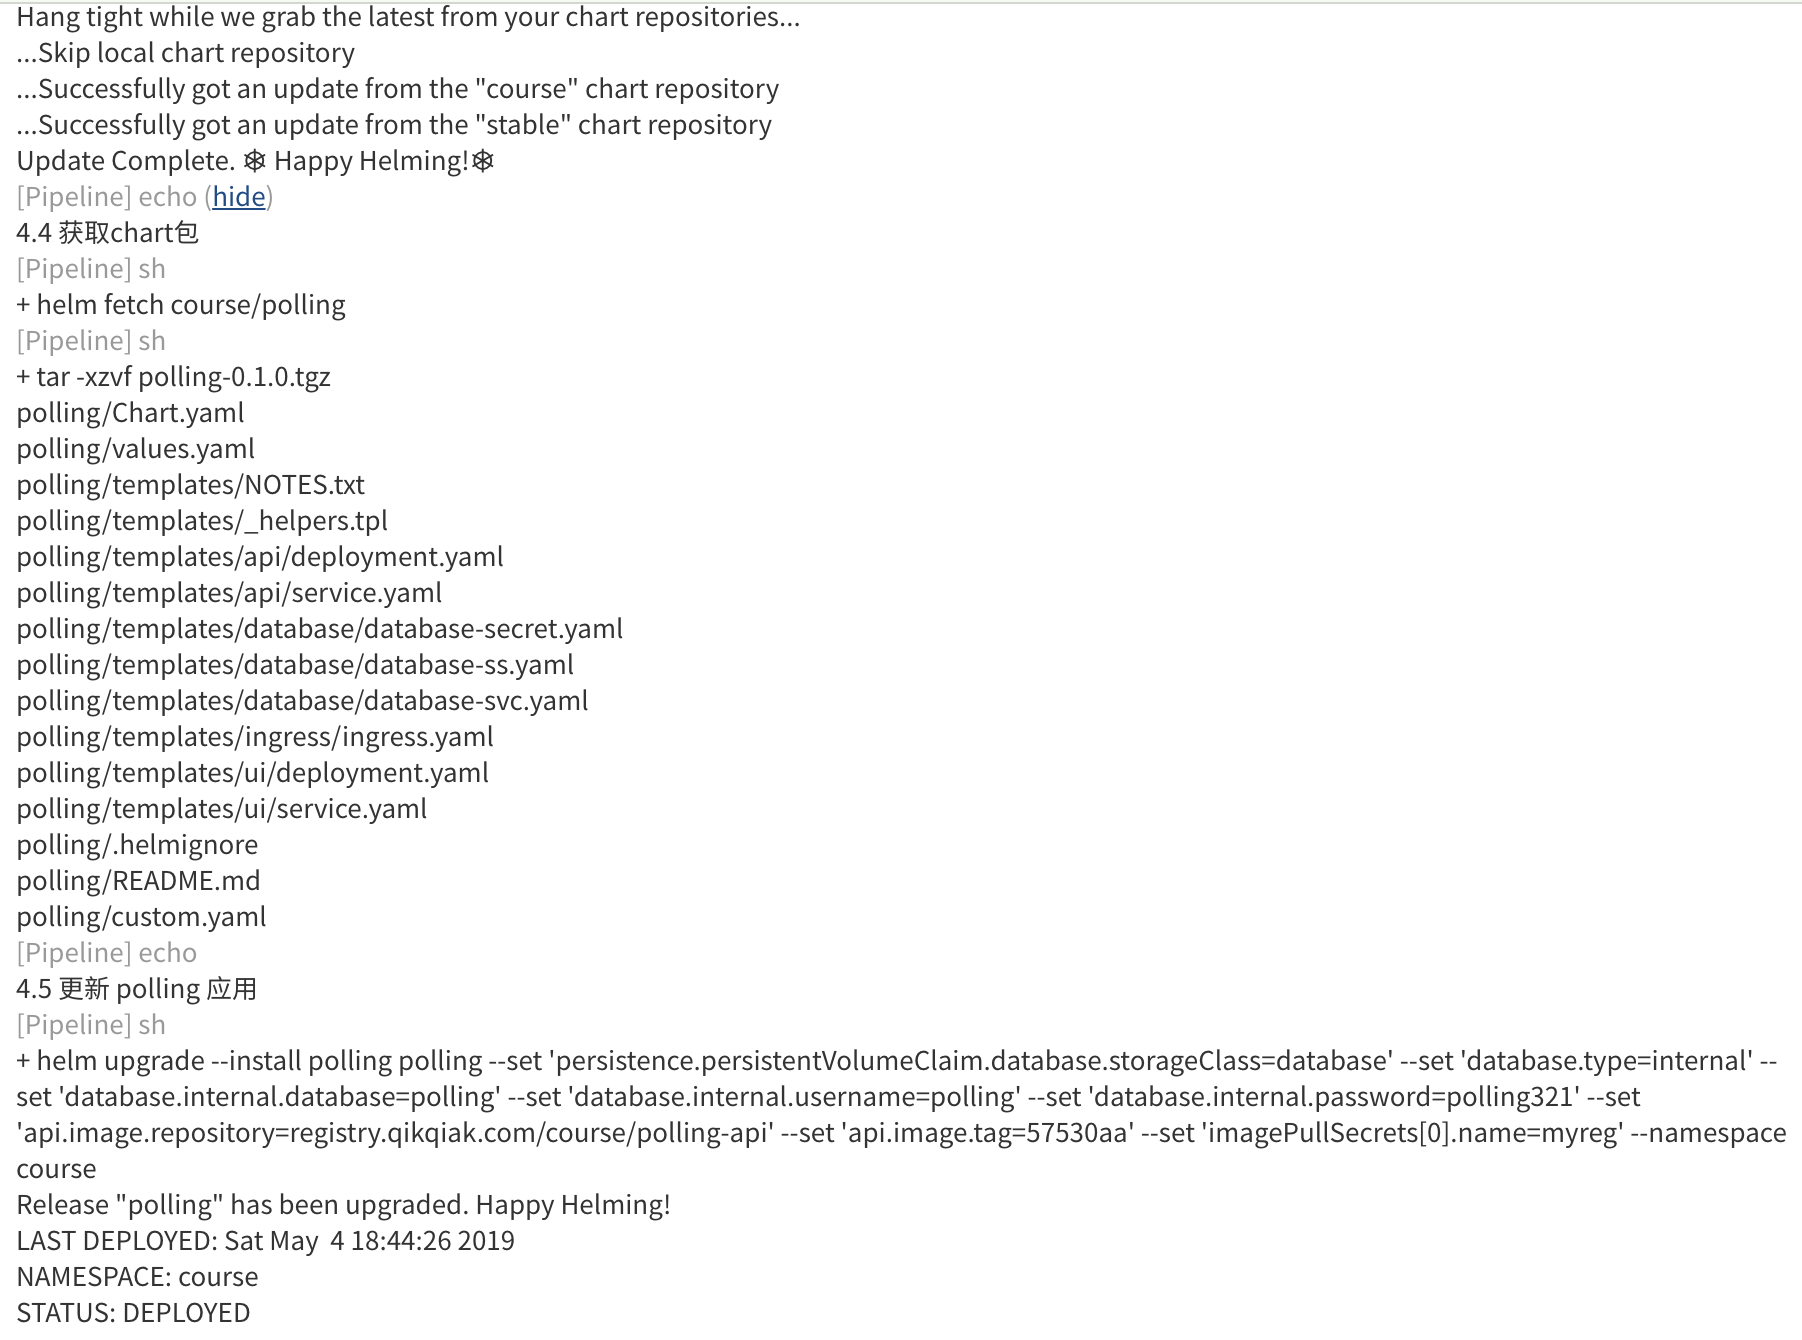 Hang tight while we grab the latest from your chart repositories...
...Skip local chart repository
...Successfully got an update from the "course" chart repository
...Successfully got an update from the "stable" chart repository
Update Complete. ⎈ Happy Helming!⎈
[Pipeline] echo (hide)
4.4 获取chart包
[Pipeline] sh
+ helm fetch course/polling
[Pipeline] sh
+ tar -xzvf polling-0.1.0.tgz
polling/Chart.yaml
polling/values.yaml
polling/templates/NOTES.txt
polling/templates/_helpers.tpl
polling/templates/api/deployment.yaml
polling/templates/api/service.yaml
polling/templates/database/database-secret.yaml
polling/templates/database/database-ss.yaml
polling/templates/database/database-svc.yaml
polling/templates/ingress/ingress.yaml
polling/templates/ui/deployment.yaml
polling/templates/ui/service.yaml
polling/.helmignore
polling/README.md
polling/custom.yaml
[Pipeline] echo
4.5 更新 polling 应用
[Pipeline] sh
+ helm upgrade --install polling polling --set 'persistence.persistentVolumeClaim.database.storageClass=database' --set 'database.type=internal' --
set 'database.internal.database=polling' --set 'database.internal.username=polling' --set 'database.internal.password=polling321' --set
'api.image.repository=registry.qikqiak.com/course/polling-api' --set 'api.image.tag=57530aa' --set 'imagePullSecrets[0].name=myreg' --namespace
course
Release "polling" has been upgraded. Happy Helming!
LAST DEPLOYED: Sat May  4 18:44:26 2019
NAMESPACE: course
STATUS: DEPLOYED